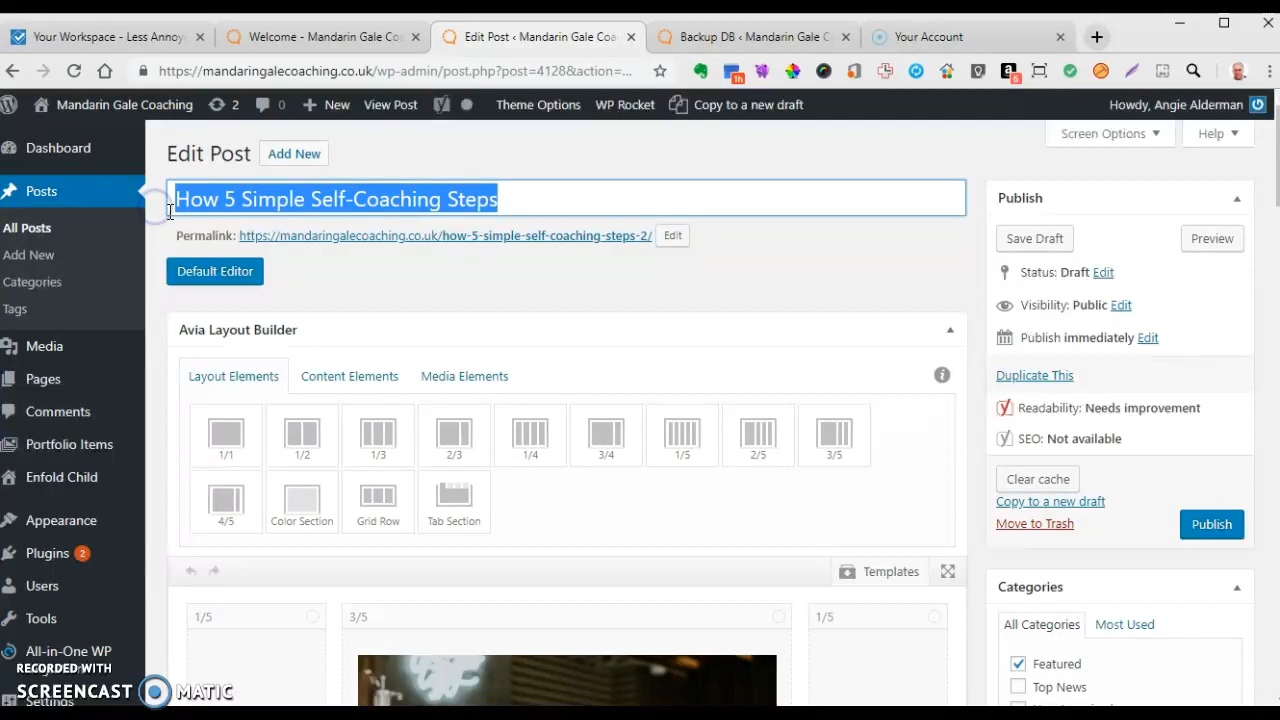 Your Workspace - Less Annoy
Welcome - Mandarin Gale Co
Edit Post ‹ Mandarin Gale Coa
Backup DB ‹ Mandarin Gale C
Your Account
https://mandaringalecoaching.co.uk/wp-admin/post.php?post=4128&action=...
1h
6
Mandarin Gale Coaching
2
0
New
View Post
Theme Options
WP Rocket
Copy to a new draft
Howdy, Angie Alderman
Screen Options
Help
Dashboard
Posts
All Posts
Add New
Categories
Tags
Media
Pages
Comments
Portfolio Items
Enfold Child
Appearance
Plugins 2
Users
Tools
All-in-One WP
Settings
Edit Post
Add New
How 5 Simple Self-Coaching Steps
Permalink: https://mandaringalecoaching.co.uk/how-5-simple-self-coaching-steps-2/ Edit
Default Editor
Avia Layout Builder
Layout Elements
Content Elements
Media Elements
1/1
1/2
1/3
2/3
1/4
3/4
1/5
2/5
3/5
4/5
Color Section
Grid Row
Tab Section
Templates
1/5
3/5
1/5
Publish
Save Draft
Preview
Status: Draft Edit
Visibility: Public Edit
Publish immediately Edit
Duplicate This
Readability: Needs improvement
SEO: Not available
Clear cache
Copy to a new draft
Move to Trash
Publish
Categories
All Categories
Most Used
Featured
Top News
RECORDED WITH
SCREENCAST MATIC